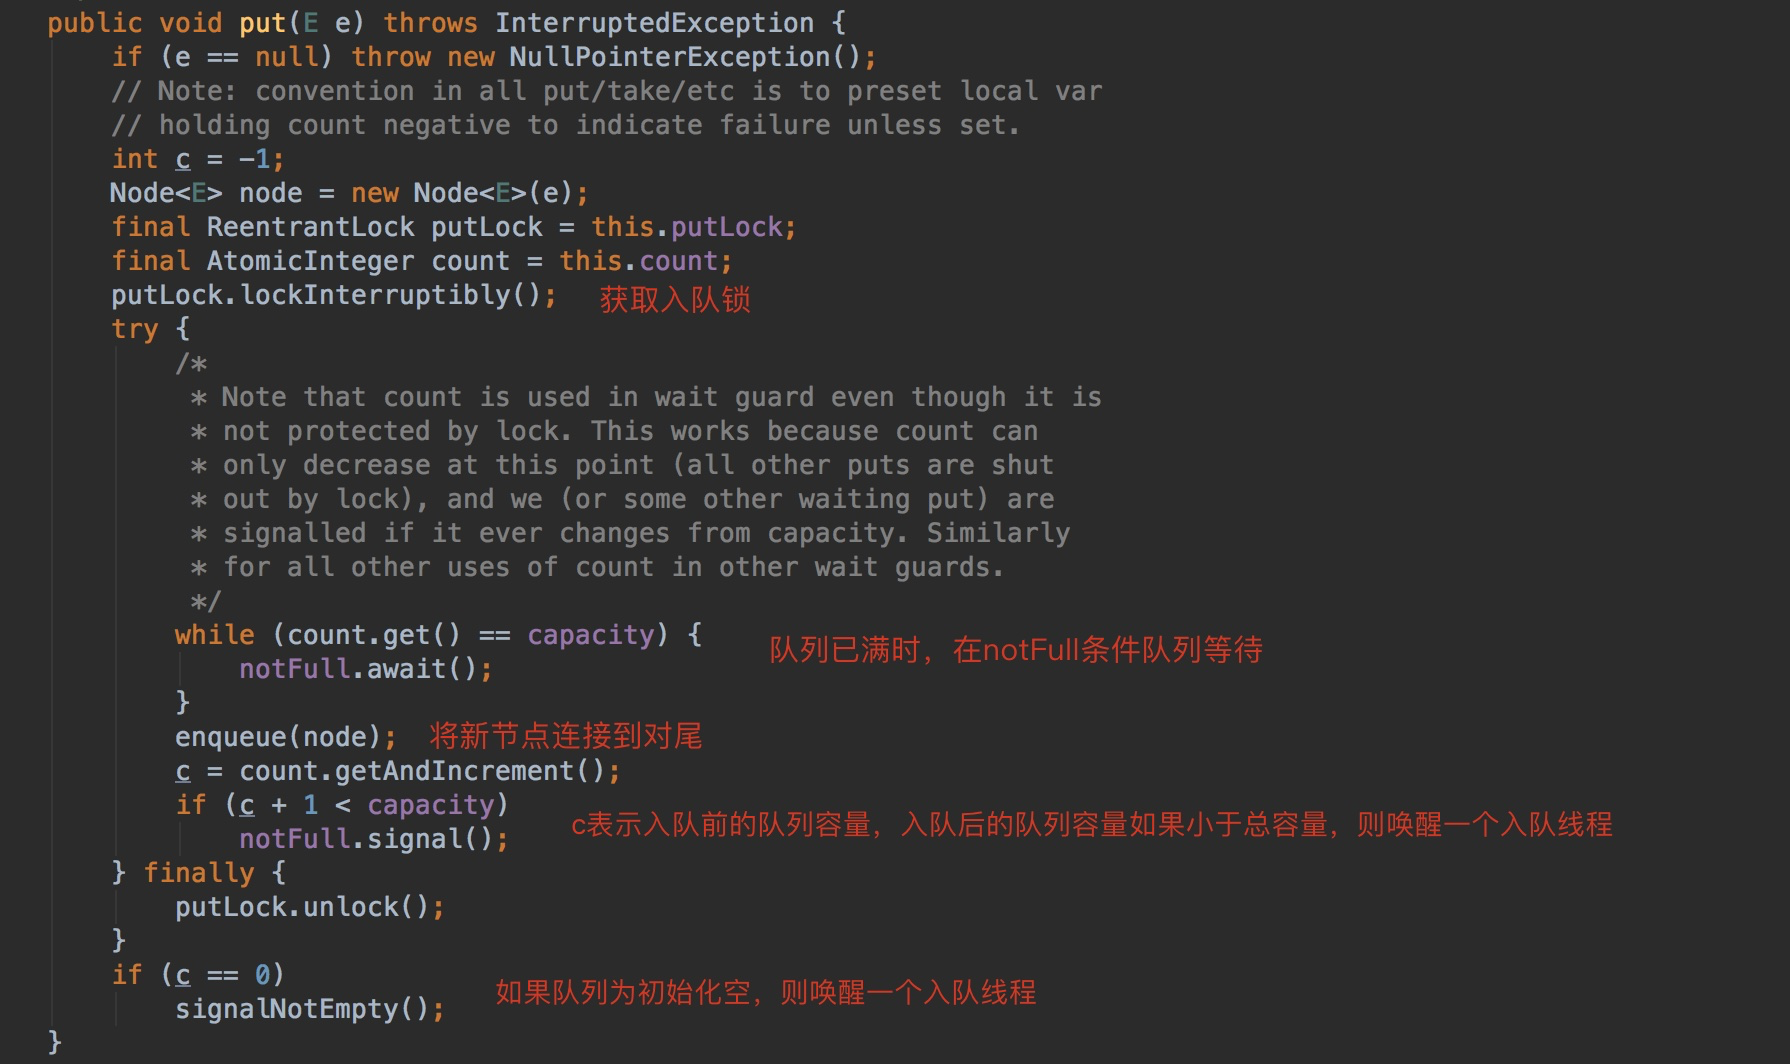 public void put(E e) throws InterruptedException {
if (e == null) throw new NullPointerException();
// Note: convention in all put/take/etc is to preset local var
// holding count negative to indicate failure unless set.
int c = -1;
Node<E> node = new Node<E>(e);
final ReentrantLock putLock = this.putLock;
final AtomicInteger count = this.count;
putLock.lockInterruptibly(); 获取入队锁
try {
/*
* Note that count is used in wait guard even though it is
* not protected by lock. This works because count can
* only decrease at this point (all other puts are shut
* out by lock), and we (or some other waiting put) are
* signalled if it ever changes from capacity. Similarly
* for all other uses of count in other wait guards.
*/
while (count.get() == capacity) { 队列已满时，在notFull条件队列等待
notFull.await();
}
enqueue(node); 将新节点连接到对尾
c = count.getAndIncrement();
if (c + 1 < capacity)
notFull.signal(); c表示入队前的队列容量，入队后的队列容量如果小于总容量，则唤醒一个入队线程
} finally {
putLock.unlock();
}
if (c == 0)
signalNotEmpty(); 如果队列为初始化空，则唤醒一个入队线程
}